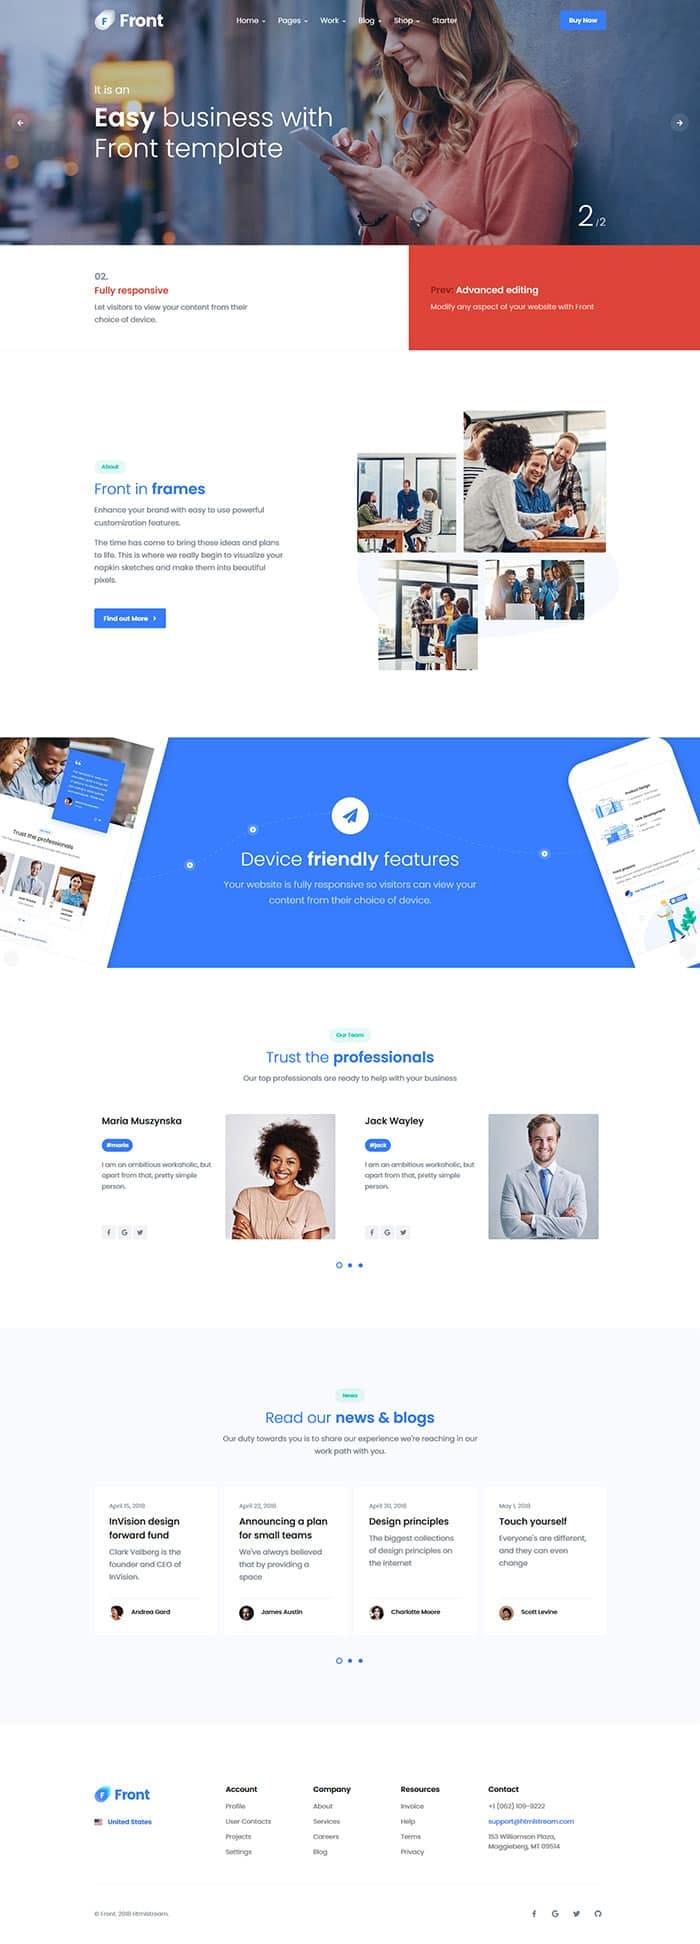 Front
Home Pages Work Blog Shop Starter
Buy Now
It is an
Easy business with
Front template
2/2
02.
Fully responsive
Let visitors to view your content from their
choice of device.
Prev: Advanced editing
Modify any aspect of your website with Front
About
Front in frames
Enhance your brand with easy to use powerful
customization features.
The time has come to bring those ideas and plans
to life. This is where we really begin to visualize your
napkin sketches and make them into beautiful
pixels.
Find out More
Trust the professionals
Device friendly features
Your website is fully responsive so visitors can view your
content from their choice of device.
Product Design
Web development
Our Team
Trust the professionals
Our top professionals are ready to help with your business
Maria Muszynska
#maria
I am an ambitious workaholic, but
apart from that, pretty simple
person.
Jack Wayley
#jack
I am an ambitious workaholic, but
apart from that, pretty simple
person.
News
Read our news & blogs
Our duty towards you is to share our experience we're reaching in our
work path with you.
April 15, 2018
InVision design
forward fund
Clark Valberg is the
founder and CEO of
InVision.
Andrea Gard
April 22, 2018
Announcing a plan
for small teams
We've always believed
that by providing a
space
James Austin
April 30, 2018
Design principles
The biggest collections
of design principles on
the internet
Charlotte Moore
May 1, 2018
Touch yourself
Everyone's are different,
and they can even
change
Scott Levine
Front
United States
Account
Profile
User Contacts
Projects
Settings
Company
About
Services
Careers
Blog
Resources
Invoice
Help
Terms
Privacy
Contact
+1 (062) 109-9222
support@htmlstream.com
153 Williamson Plaza,
Maggieberg, MT 09514
© Front. 2018 Htmlstream.